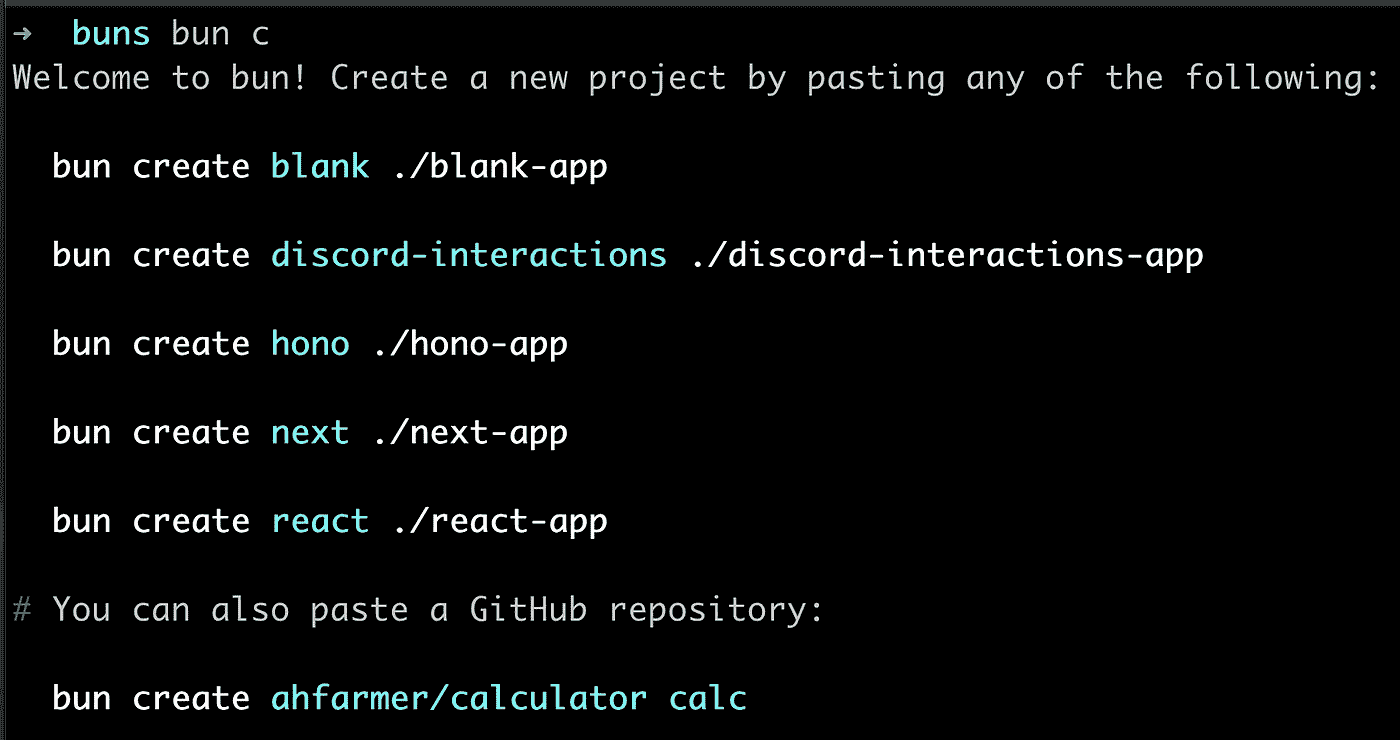 ➜ buns bun c
Welcome to bun! Create a new project by pasting any of the following:
bun create blank ./blank-app
bun create discord-interactions ./discord-interactions-app
bun create hono ./hono-app
bun create next ./next-app
bun create react ./react-app
# You can also paste a GitHub repository:
bun create ahfarmer/calculator calc